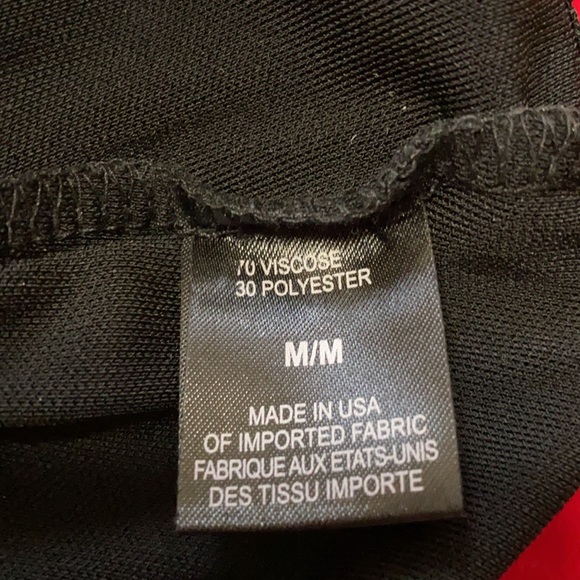 70 VISCOSE
30 POLYESTER
M/M
MADE IN USA
OF IMPORTED FABRIC
FABRIQUE AUX ETATS-UNIS
DES TISSU IMPORTE